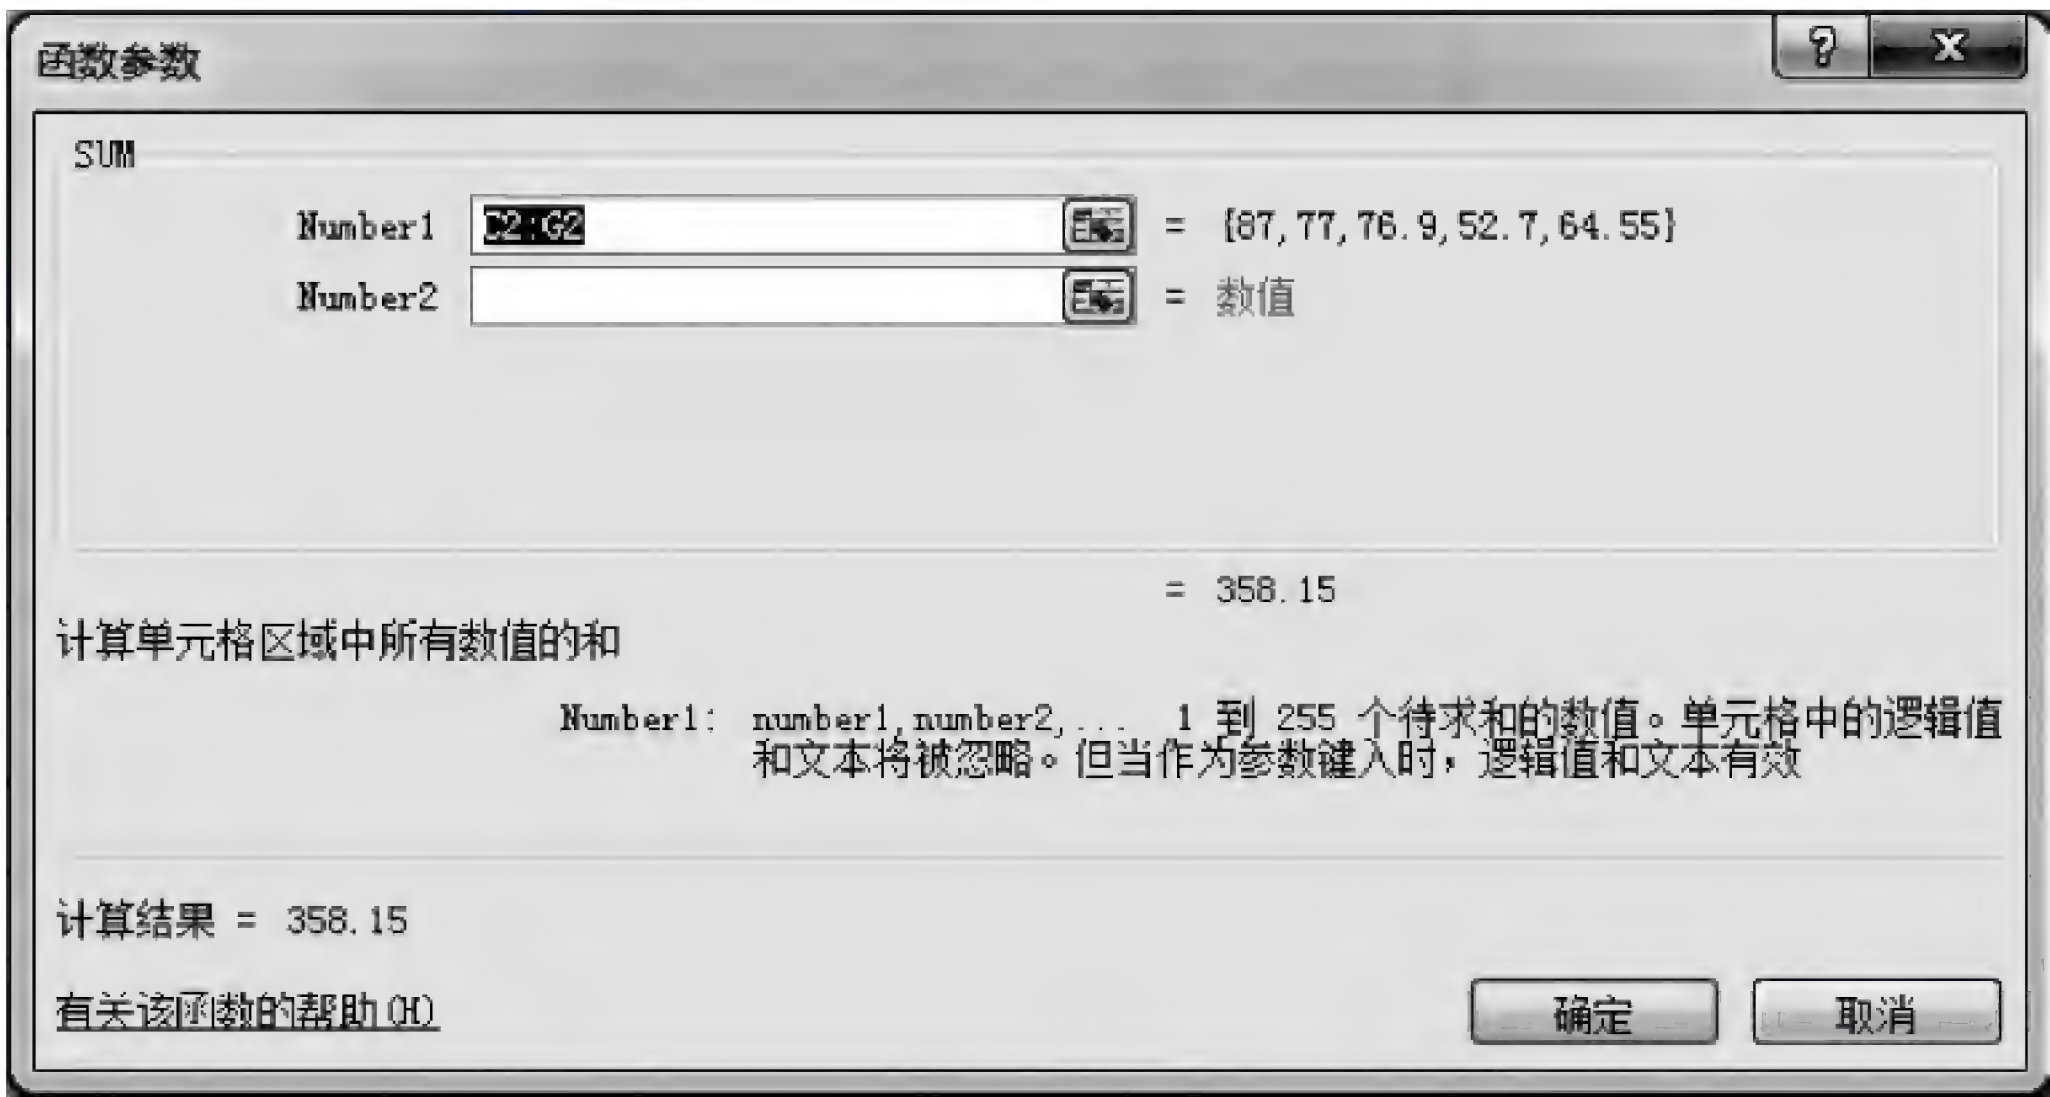 函数参数
SUM
Number1 C2:G2 = {87,77,76.9,52.7,64.55}
Number2 = 数值
= 358.15
计算单元格区域中所有数值的和
Number1: number1,number2,... 1 到 255 个待求和的数值。单元格中的逻辑值
和文本将被忽略。但当作为参数键入时，逻辑值和文本有效
计算结果 = 358.15
有关该函数的帮助(H)
确定 取消